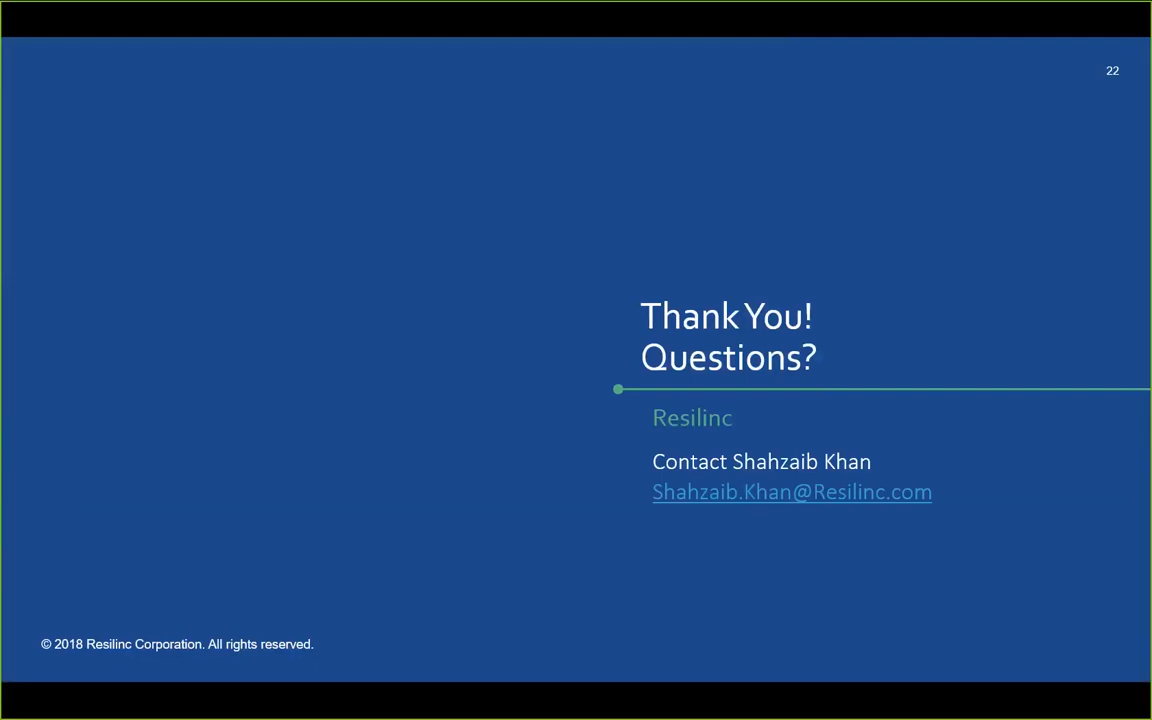 22
Thank You!
Questions?
Resilinc
Contact Shahzaib Khan
Shahzaib.Khan@Resilinc.com
© 2018 Resilinc Corporation. All rights reserved.